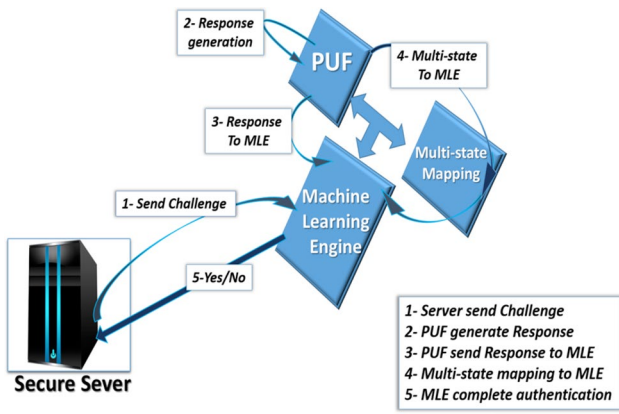 2- Response
generation
PUF
4- Multi-state
To MLE
3- Response
To MLE
Multi-state
Mapping
Machine
Learning
Engine
1- Send Challenge
5-Yes/No
Secure Sever
1- Server send Challenge
2- PUF generate Response
3- PUF send Response to MLE
4- Multi-state mapping to MLE
5- MLE complete authentication